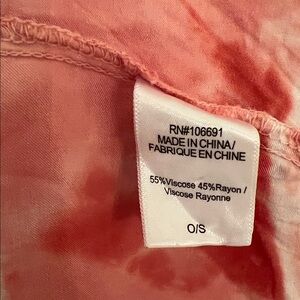 RN#106691
MADE IN CHINA/
FABRIQUE EN CHINE
55%Viscose 45%Rayon /
Viscose Rayonne
O/S